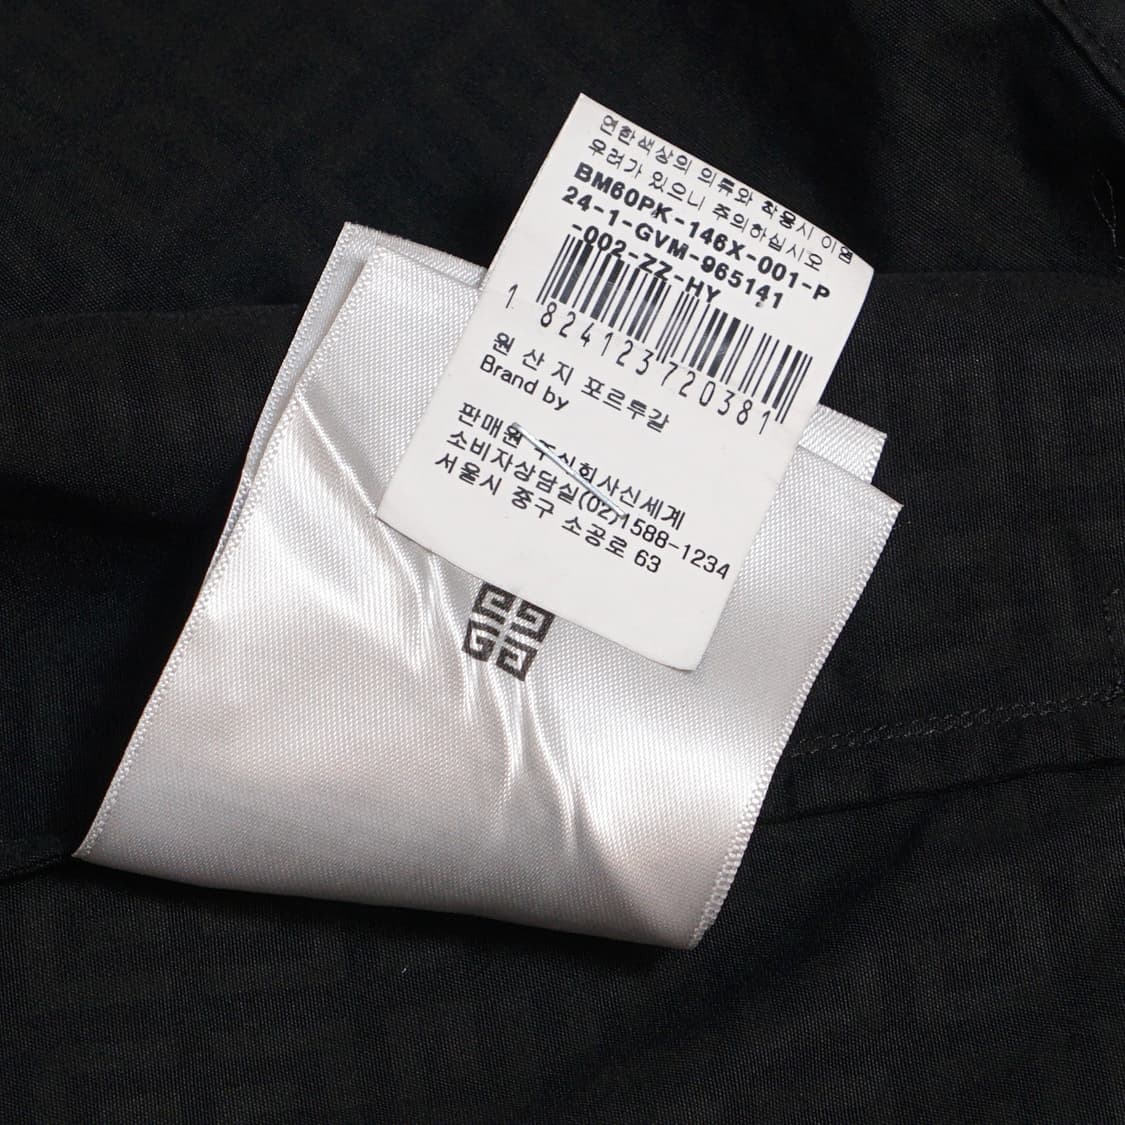 연한색상의 의류와 착용시 이염
우려가 있으니 주의하십시오
BM60PK-146X-001-P
24-1-GVM-965141
-002-ZZ-HY
1 824123 720381
원 산 지 포르투갈
Brand by
판매원 주식회사신세계
소비자상담실(02)1588-1234
서울시 중구 소공로 63